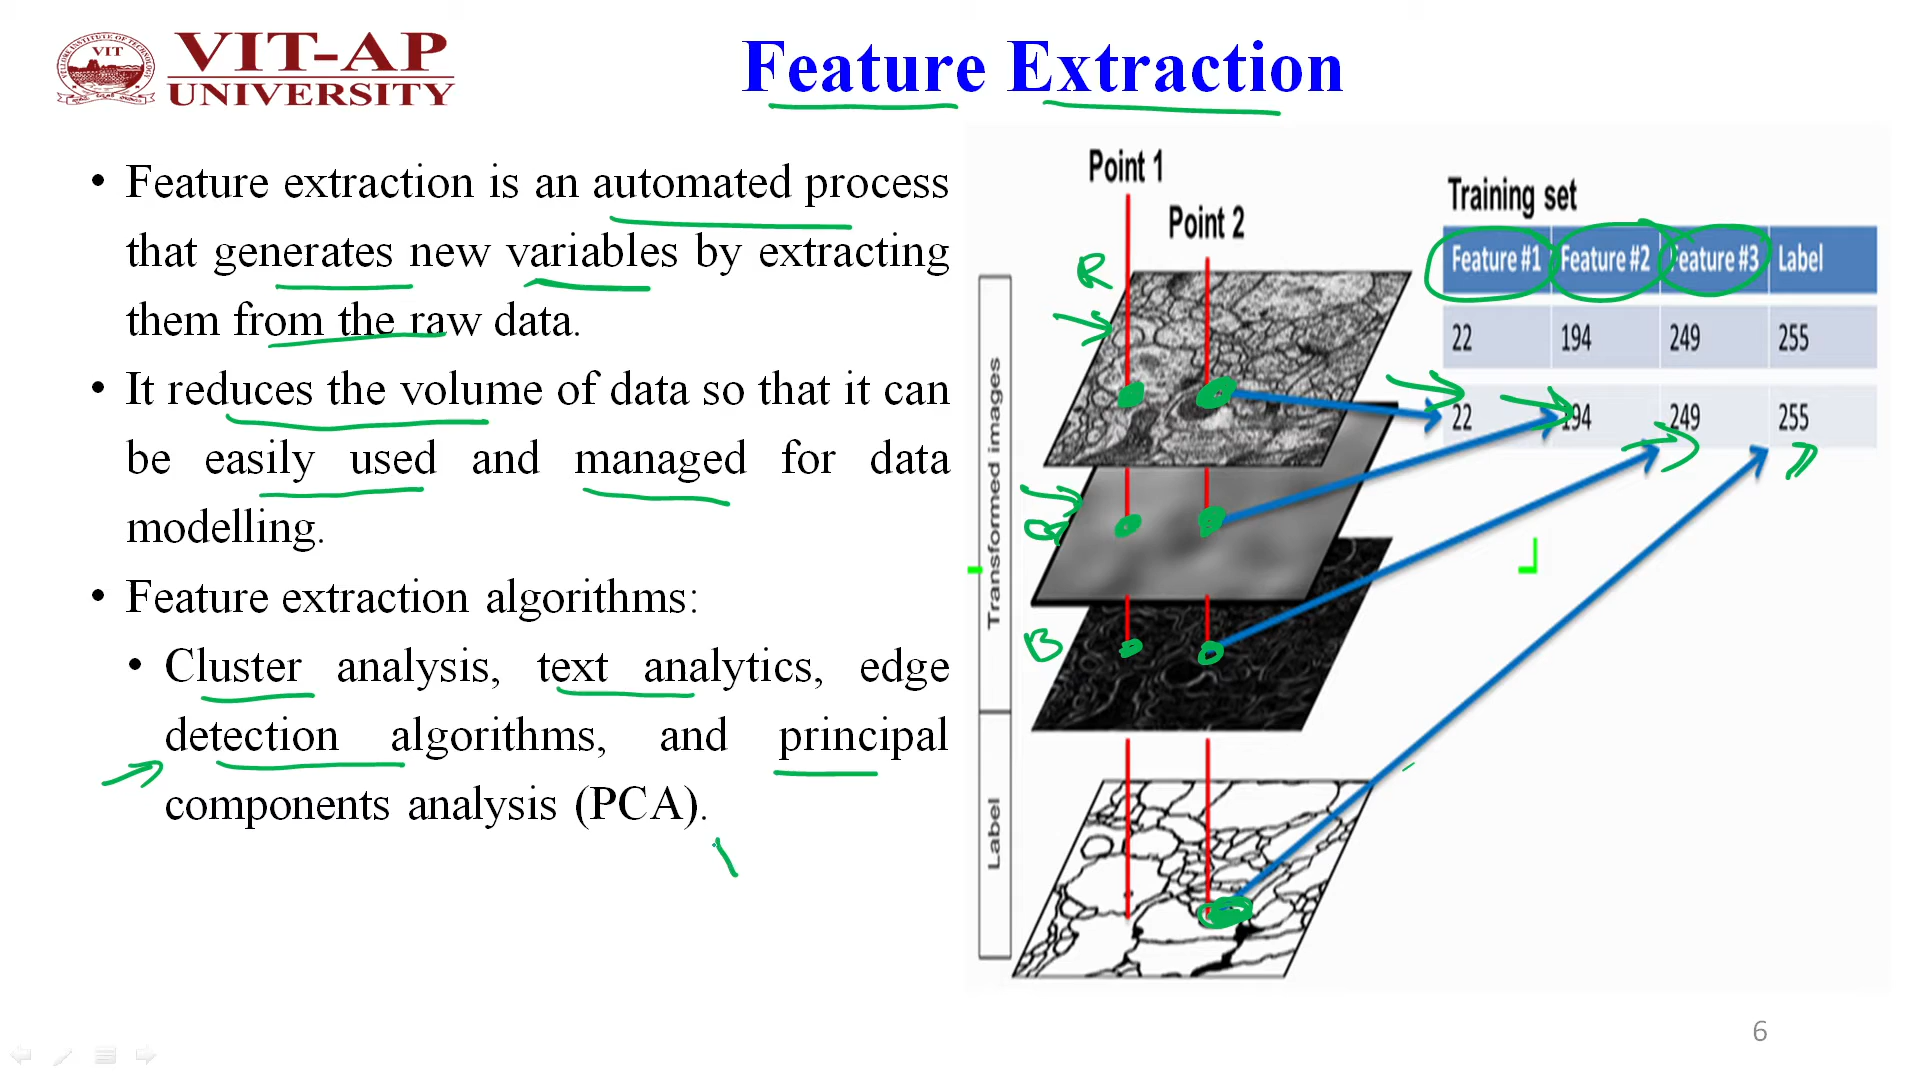 VIT
VIT-AP
UNIVERSITY
Feature Extraction
• Feature extraction is an automated process
that generates new variables by extracting
them from the raw data.
• It reduces the volume of data so that it can
be easily used and managed for data
modelling.
• Feature extraction algorithms:
• Cluster analysis, text analytics, edge
detection algorithms, and principal
components analysis (PCA).
Point 1
Point 2
R
B
Transformed images
Label
Training set
Feature #1 Feature #2 Feature #3 Label
22 194 249 255
22 194 249 255
6